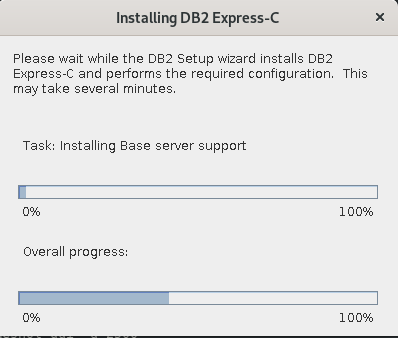 Installing DB2 Express-C
Please wait while the DB2 Setup wizard installs DB2
Express-C and performs the required configuration.  This
may take several minutes.
Task: Installing Base server support
0%
100%
Overall progress:
0%
100%